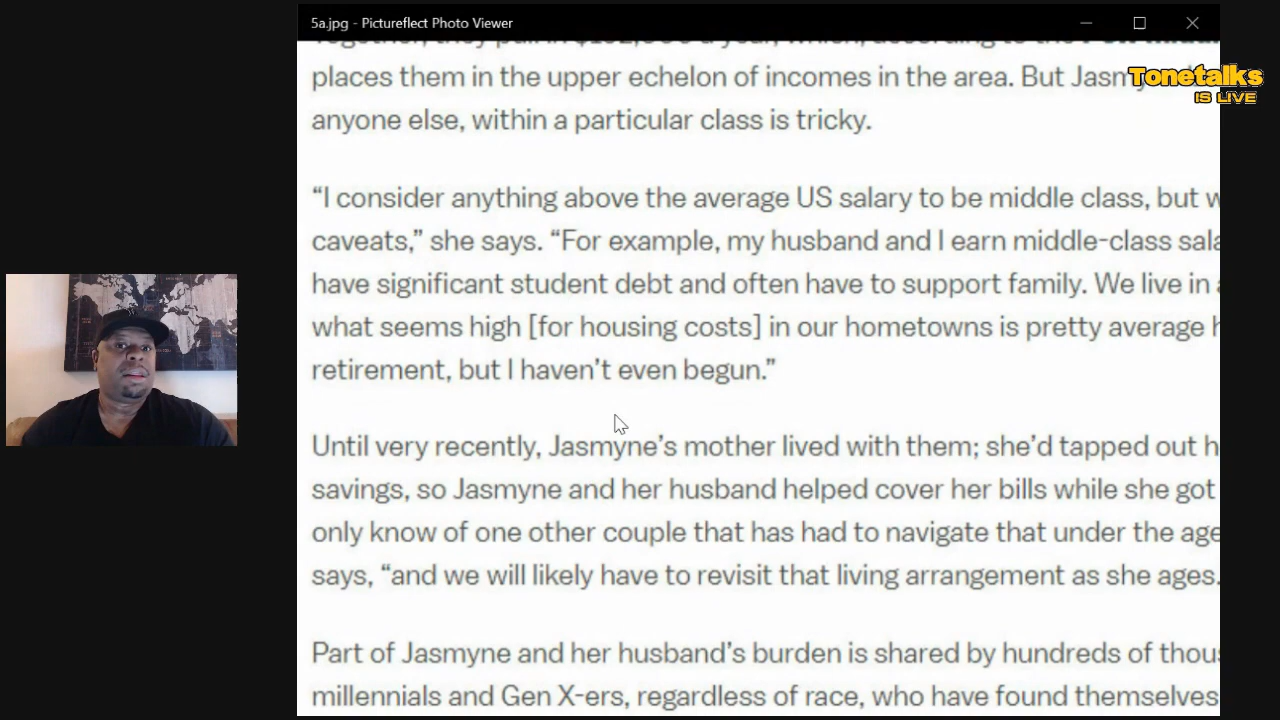 5a.jpg - Pictureflect Photo Viewer
Tonetalks
IS LIVE
places them in the upper echelon of incomes in the area. But
anyone else, within a particular class is tricky.
“I consider anything above the average US salary to be middle class, but
caveats,” she says. “For example, my husband and I earn middle-class
have significant student debt and often have to support family. We live in
what seems high [for housing costs] in our hometowns is pretty average
retirement, but I haven’t even begun.”
Until very recently, Jasmyne’s mother lived with them; she’d tapped out
savings, so Jasmyne and her husband helped cover her bills while she got
only know of one other couple that has had to navigate that under the
says, “and we will likely have to revisit that living arrangement as she ages.
Part of Jasmyne and her husband’s burden is shared by hundreds of
millennials and Gen X-ers, regardless of race, who have found themselves